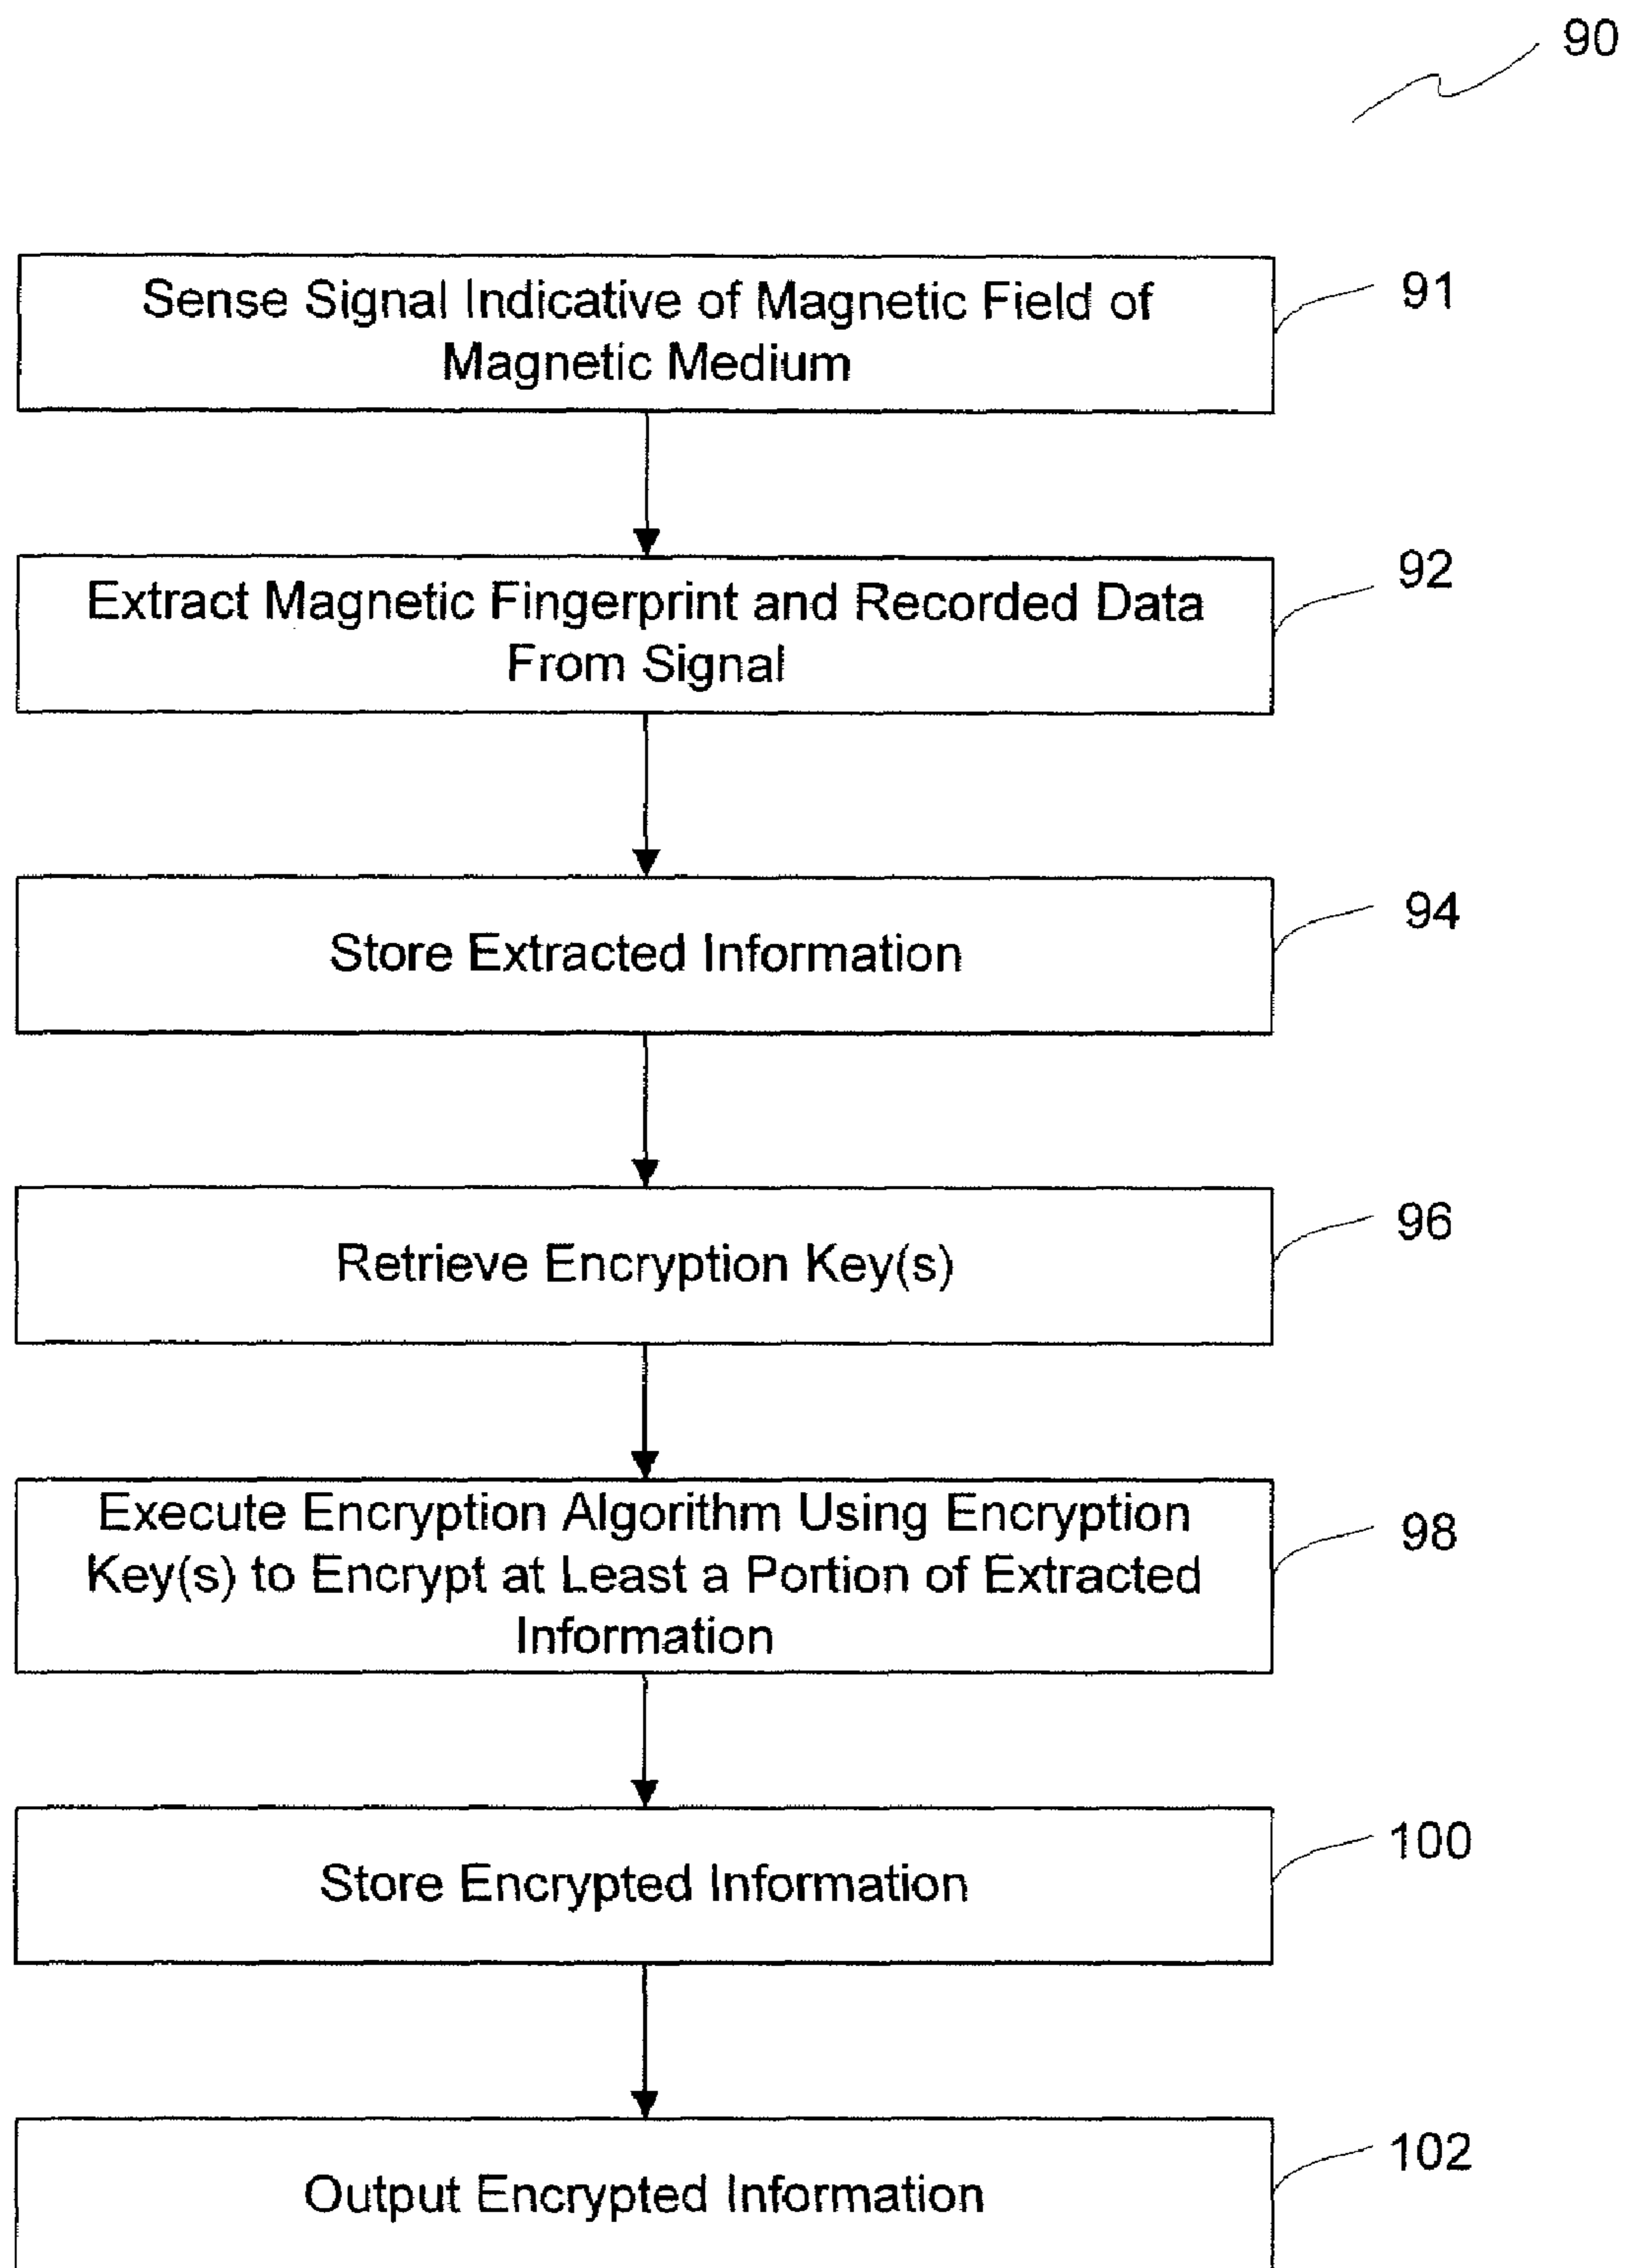 90
Sense Signal Indicative of Magnetic Field of
Magnetic Medium
91
Extract Magnetic Fingerprint and Recorded Data
From Signal
92
Store Extracted Information
94
Retrieve Encryption Key(s)
96
Execute Encryption Algorithm Using Encryption
Key(s) to Encrypt at Least a Portion of Extracted
Information
98
Store Encrypted Information
100
Output Encrypted Information
102